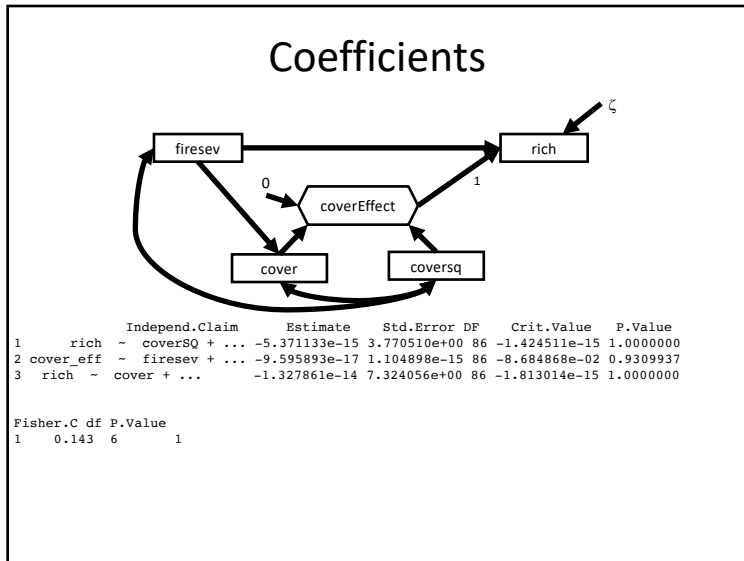 Coefficients
ζ
firesev
rich
0
1
coverEffect
cover
coversq
Independ.Claim Estimate Std.Error DF Crit.Value P.Value
1 rich ~ coverSQ + ... -5.371133e-15 3.770510e+00 86 -1.424511e-15 1.0000000
2 cover_eff ~ firesev + ... -9.595893e-17 1.104898e-15 86 -8.684868e-02 0.9309937
3 rich ~ cover + ... -1.327861e-14 7.324056e+00 86 -1.813014e-15 1.0000000
Fisher.C df P.Value
1 0.143 6 1